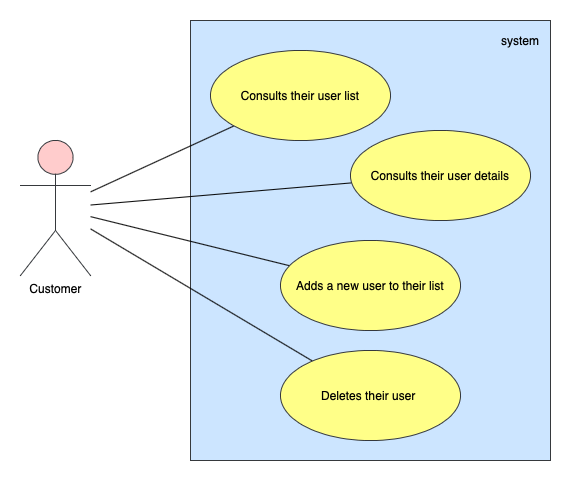 system
Consults their user list
Consults their user details
Adds a new user to their list
Customer
Deletes their user